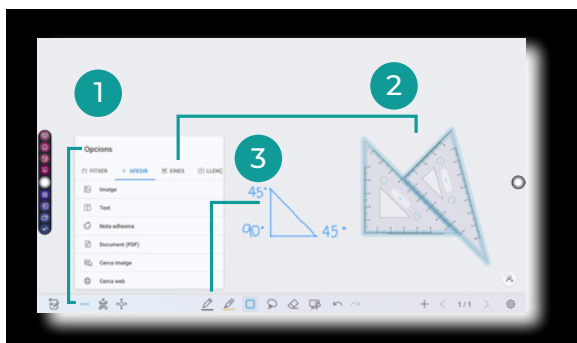 1
2
Opcions
FITXER + AFEGIR EINES LLENÇ
Imatge
Text
Nota adhesiva
Document (PDF)
Cerca imatge
Cerca web
3
45°
90°
45°
+ < 1/1 >